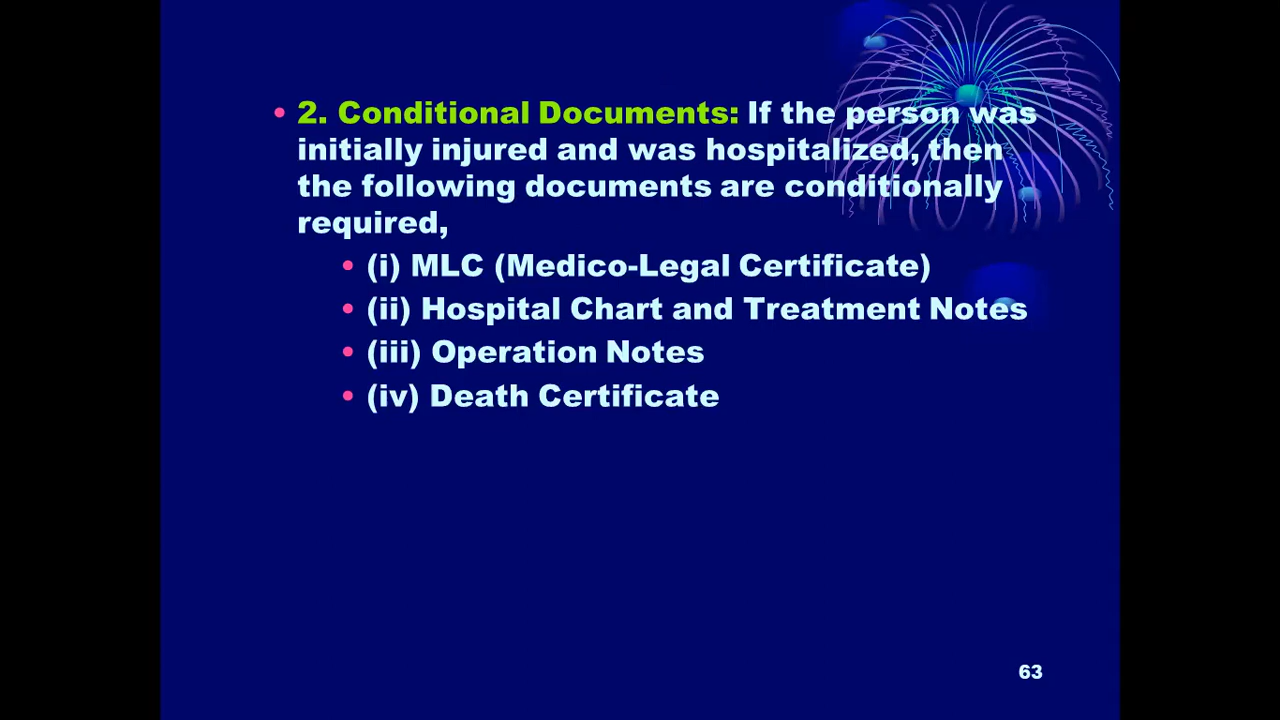 • 2. Conditional Documents: If the person was
initially injured and was hospitalized, then
the following documents are conditionally
required,
• (i) MLC (Medico-Legal Certificate)
• (ii) Hospital Chart and Treatment Notes
• (iii) Operation Notes
• (iv) Death Certificate
63